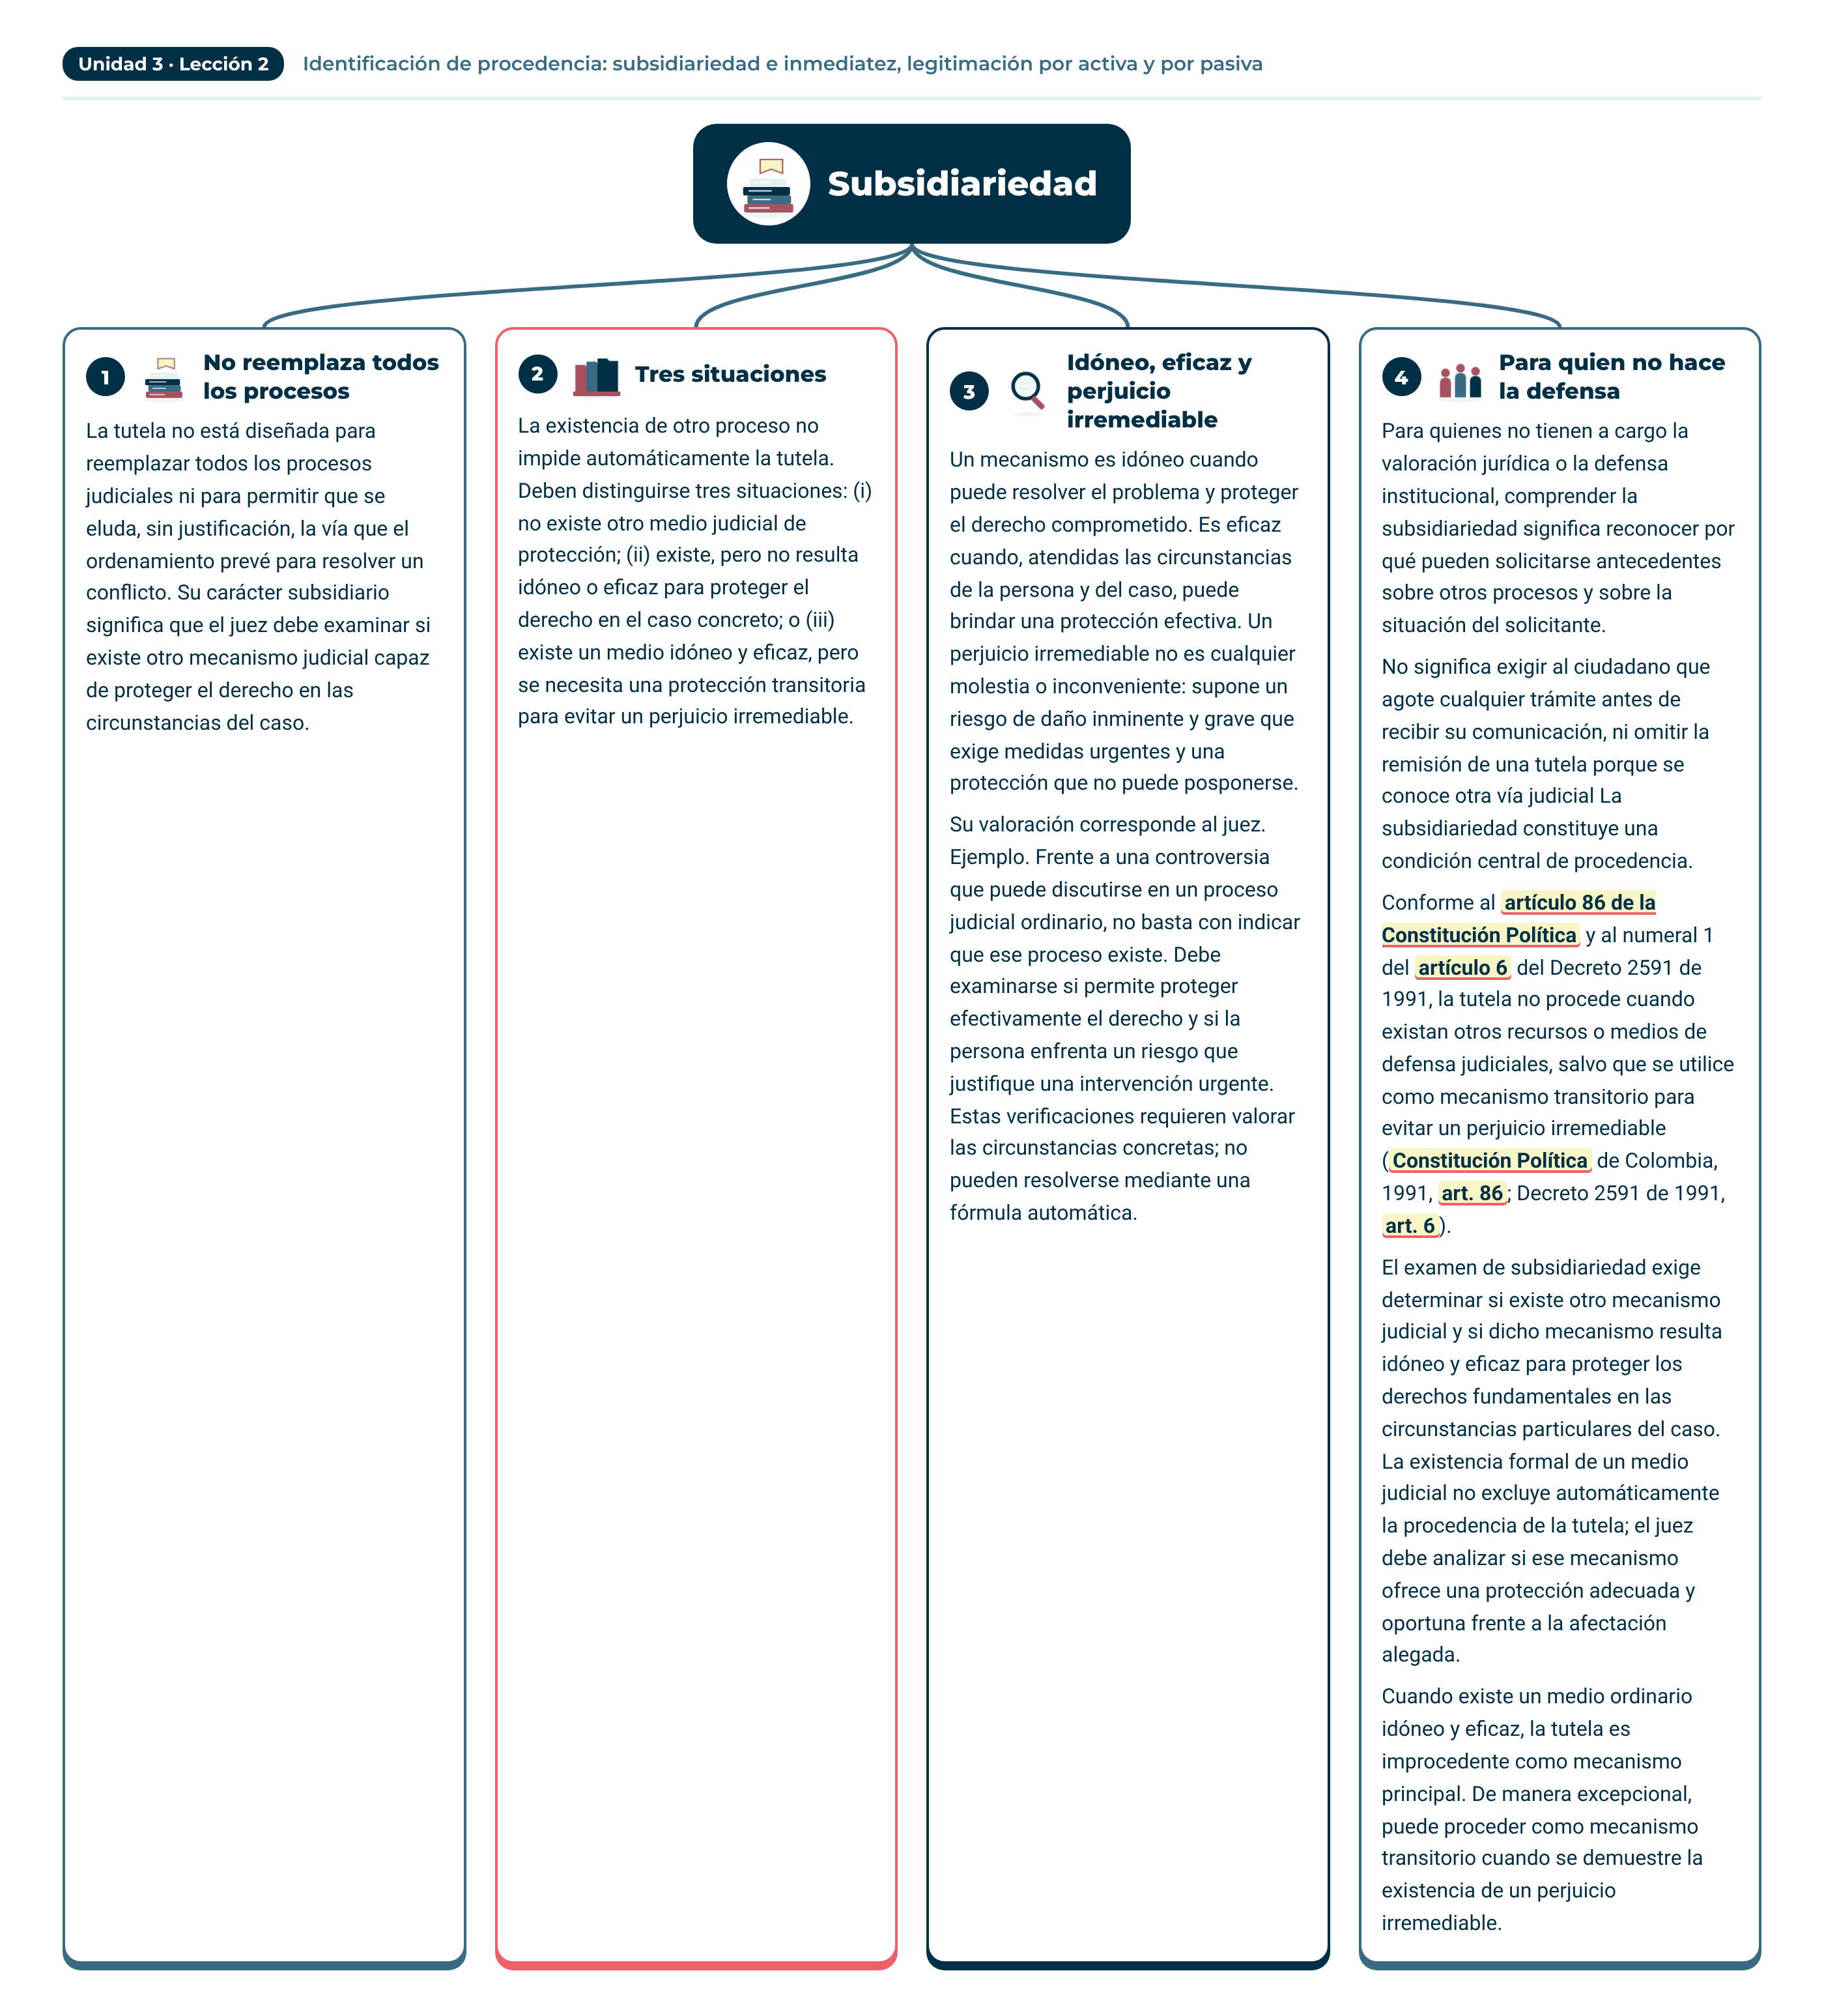 Unidad 3 · Lección 2
Identificación de procedencia: subsidiariedad e inmediatez, legitimación por activa y por pasiva
Subsidiariedad
1
No reemplaza todos
los procesos
La tutela no está diseñada para
reemplazar todos los procesos
judiciales ni para permitir que se
eluda, sin justificación, la vía que el
ordenamiento prevé para resolver un
conflicto. Su carácter subsidiario
significa que el juez debe examinar si
existe otro mecanismo judicial capaz
de proteger el derecho en las
circunstancias del caso.
2
Tres situaciones
La existencia de otro proceso no
impide automáticamente la tutela.
Deben distinguirse tres situaciones: (i)
no existe otro medio judicial de
protección; (ii) existe, pero no resulta
idóneo o eficaz para proteger el
derecho en el caso concreto; o (iii)
existe un medio idóneo y eficaz, pero
se necesita una protección transitoria
para evitar un perjuicio irremediable.
3
Idóneo, eficaz y
perjuicio
irremediable
Un mecanismo es idóneo cuando
puede resolver el problema y proteger
el derecho comprometido. Es eficaz
cuando, atendidas las circunstancias
de la persona y del caso, puede
brindar una protección efectiva. Un
perjuicio irremediable no es cualquier
molestia o inconveniente: supone un
riesgo de daño inminente y grave que
exige medidas urgentes y una
protección que no puede posponerse.
Su valoración corresponde al juez.
Ejemplo. Frente a una controversia
que puede discutirse en un proceso
judicial ordinario, no basta con indicar
que ese proceso existe. Debe
examinarse si permite proteger
efectivamente el derecho y si la
persona enfrenta un riesgo que
justifique una intervención urgente.
Estas verificaciones requieren valorar
las circunstancias concretas; no
pueden resolverse mediante una
fórmula automática.
4
Para quien no hace
la defensa
Para quienes no tienen a cargo la
valoración jurídica o la defensa
institucional, comprender la
subsidiariedad significa reconocer por
qué pueden solicitarse antecedentes
sobre otros procesos y sobre la
situación del solicitante.
No significa exigir al ciudadano que
agote cualquier trámite antes de
recibir su comunicación, ni omitir la
remisión de una tutela porque se
conoce otra vía judicial La
subsidiariedad constituye una
condición central de procedencia.
Conforme al artículo 86 de la
Constitución Política y al numeral 1
del artículo 6 del Decreto 2591 de
1991, la tutela no procede cuando
existan otros recursos o medios de
defensa judiciales, salvo que se utilice
como mecanismo transitorio para
evitar un perjuicio irremediable
(Constitución Política de Colombia,
1991, art. 86; Decreto 2591 de 1991,
art. 6).
El examen de subsidiariedad exige
determinar si existe otro mecanismo
judicial y si dicho mecanismo resulta
idóneo y eficaz para proteger los
derechos fundamentales en las
circunstancias particulares del caso.
La existencia formal de un medio
judicial no excluye automáticamente
la procedencia de la tutela; el juez
debe analizar si ese mecanismo
ofrece una protección adecuada y
oportuna frente a la afectación
alegada.
Cuando existe un medio ordinario
idóneo y eficaz, la tutela es
improcedente como mecanismo
principal. De manera excepcional,
puede proceder como mecanismo
transitorio cuando se demuestre la
existencia de un perjuicio
irremediable.